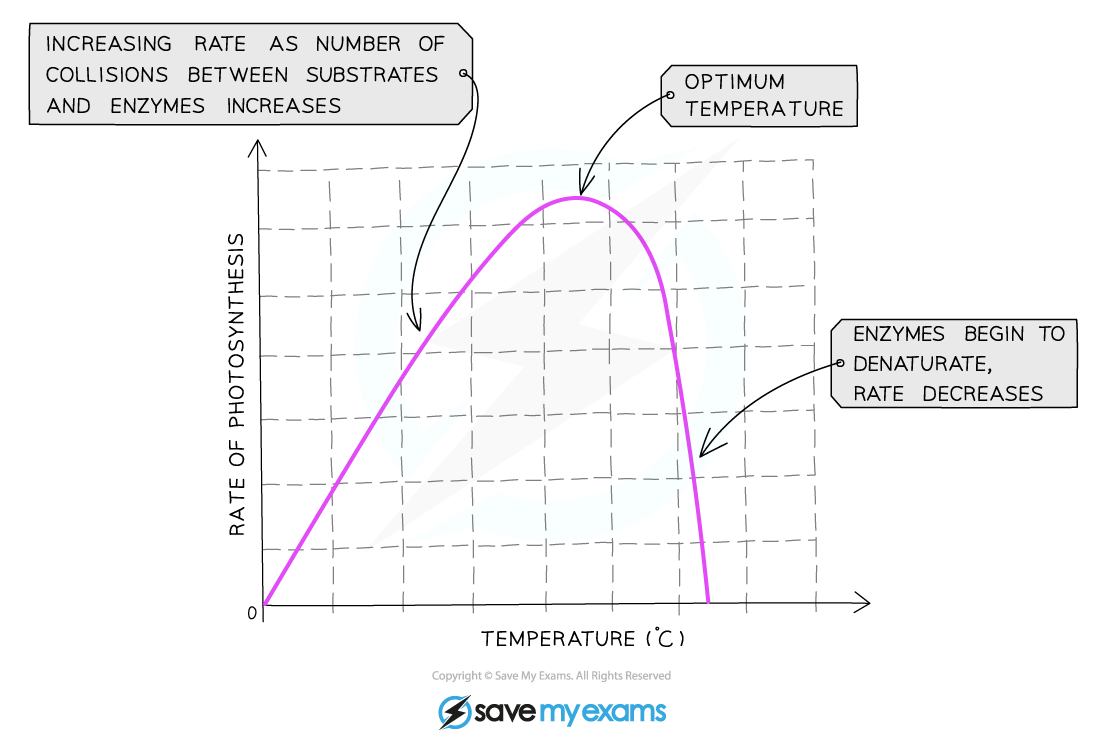 INCREASING RATE AS NUMBER OF
COLLISIONS BETWEEN SUBSTRATES
AND ENZYMES INCREASES
OPTIMUM
TEMPERATURE
RATE OF PHOTOSYNTHESIS
ENZYMES BEGIN TO
DENATURATE,
RATE DECREASES
0
TEMPERATURE (°C)
Copyright © Save My Exams. All Rights Reserved
save my exams